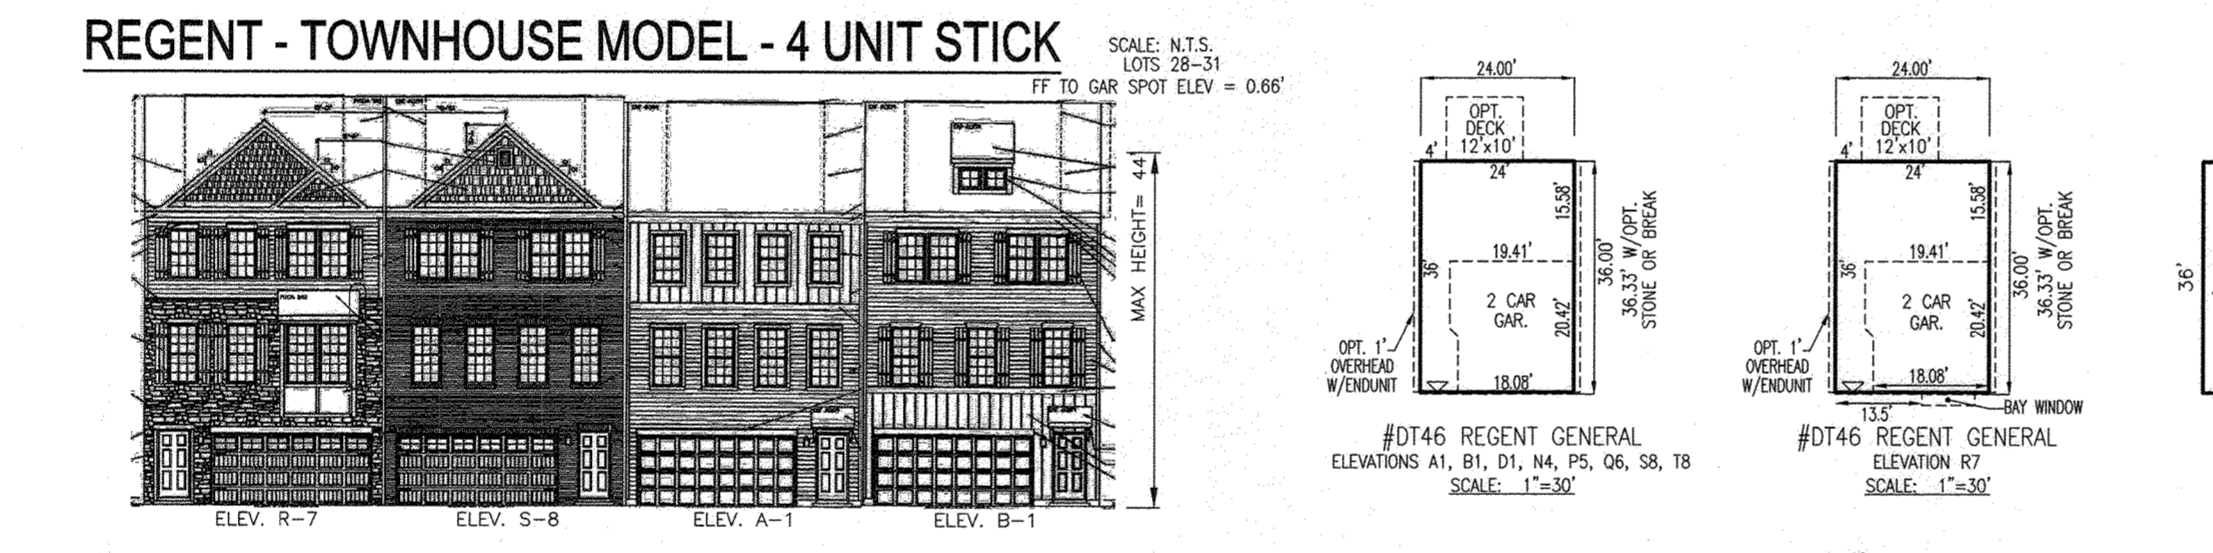 REGENT - TOWNHOUSE MODEL - 4 UNIT STICK
SCALE: N.T.S.
LOTS 28-31
FF TO GAR SPOT ELEV = 0.66'
MAX HEIGHT= 44'
ELEV. R-7
ELEV. S-8
ELEV. A-1
ELEV. B-1
24.00'
OPT.
DECK
12'x10'
4'
24'
15.58'
19.41'
36'
2 CAR
GAR.
20.42'
18.08'
36.00'
36.33' W/OPT.
STONE OR BREAK
OPT. 1'
OVERHEAD
W/ENDUNIT
#DT46 REGENT GENERAL
ELEVATIONS A1, B1, D1, N4, P5, Q6, S8, T8
SCALE: 1"=30'
24.00'
OPT.
DECK
12'x10'
4'
24'
15.58'
19.41'
36'
2 CAR
GAR.
20.42'
18.08'
36.00'
36.33' W/OPT.
STONE OR BREAK
OPT. 1'
OVERHEAD
W/ENDUNIT
13.5'
BAY WINDOW
#DT46 REGENT GENERAL
ELEVATION R7
SCALE: 1"=30'
36'